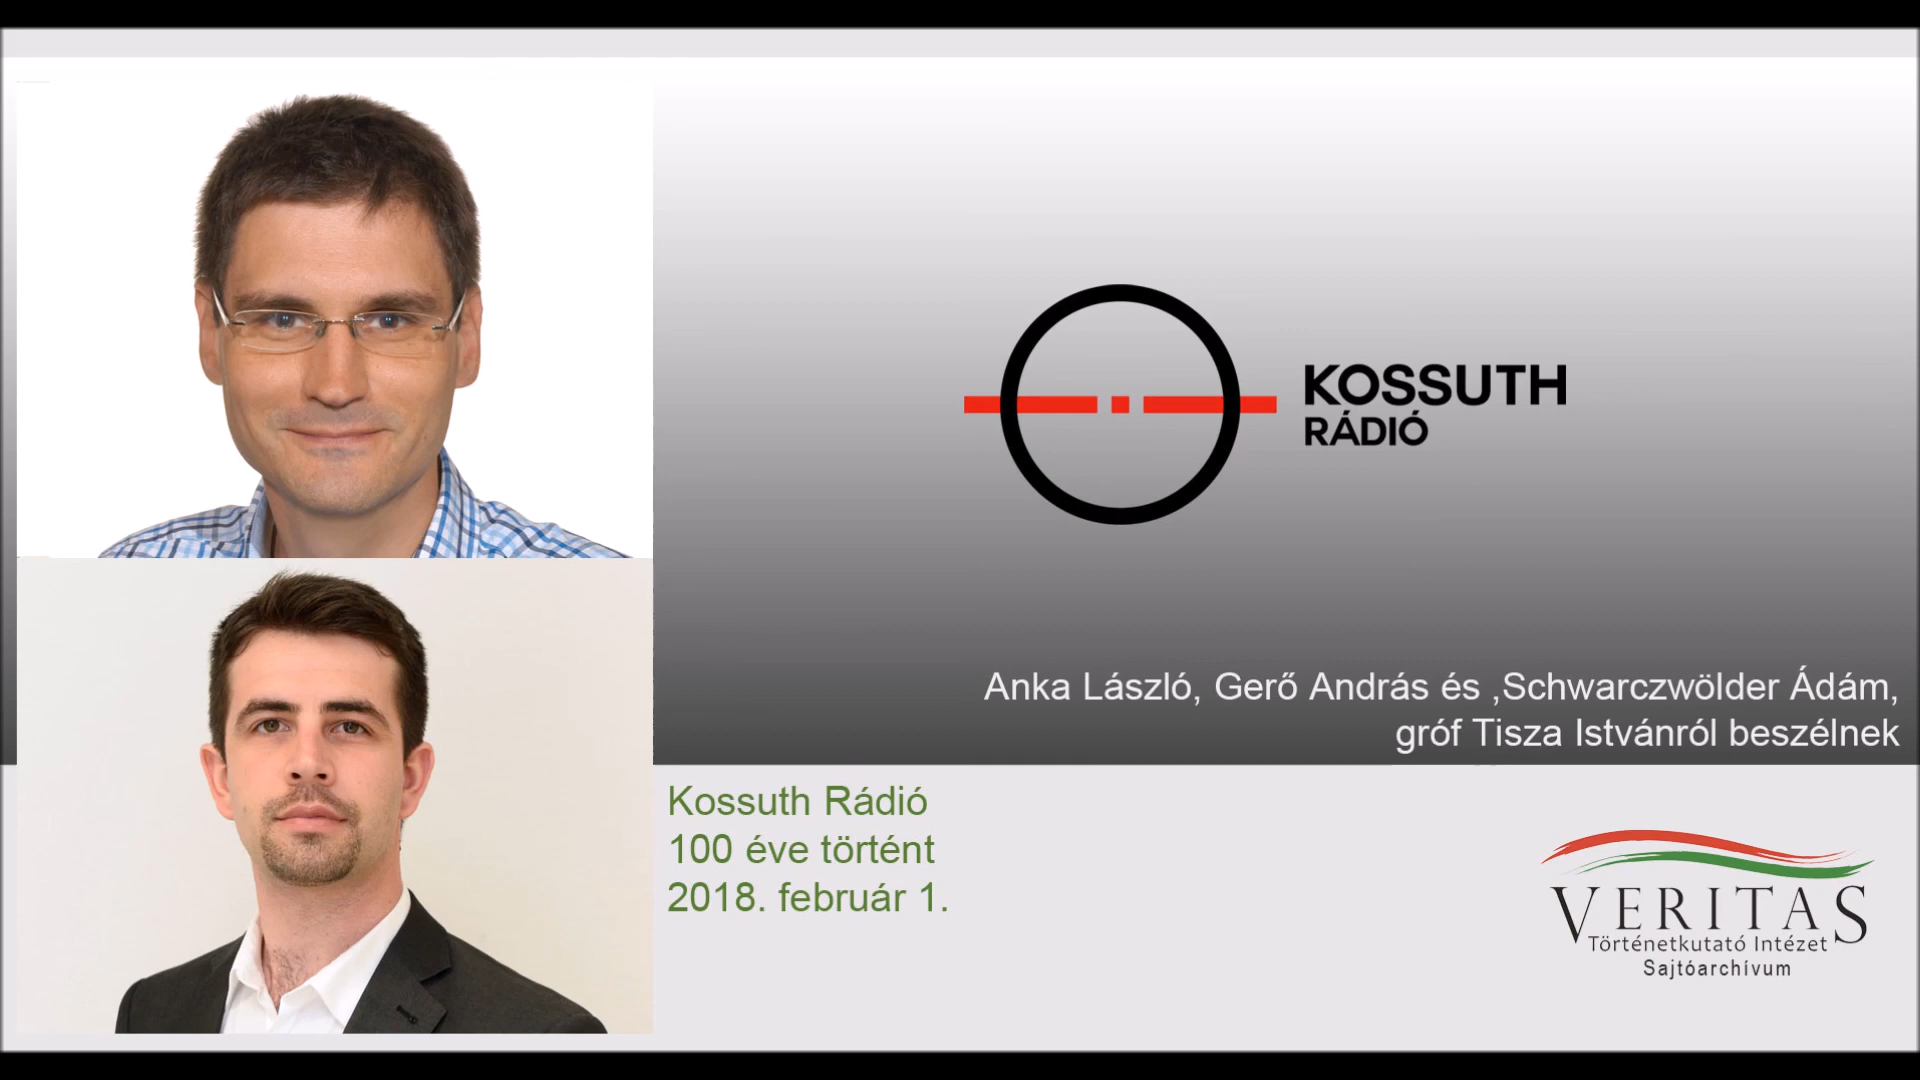 KOSSUTH
RÁDIÓ
Anka László, Gerő András és ,Schwarczwölder Ádám,
gróf Tisza Istvánról beszélnek
Kossuth Rádió
100 éve történt
2018. február 1.
VERITAS
Történetkutató Intézet
Sajtóarchívum